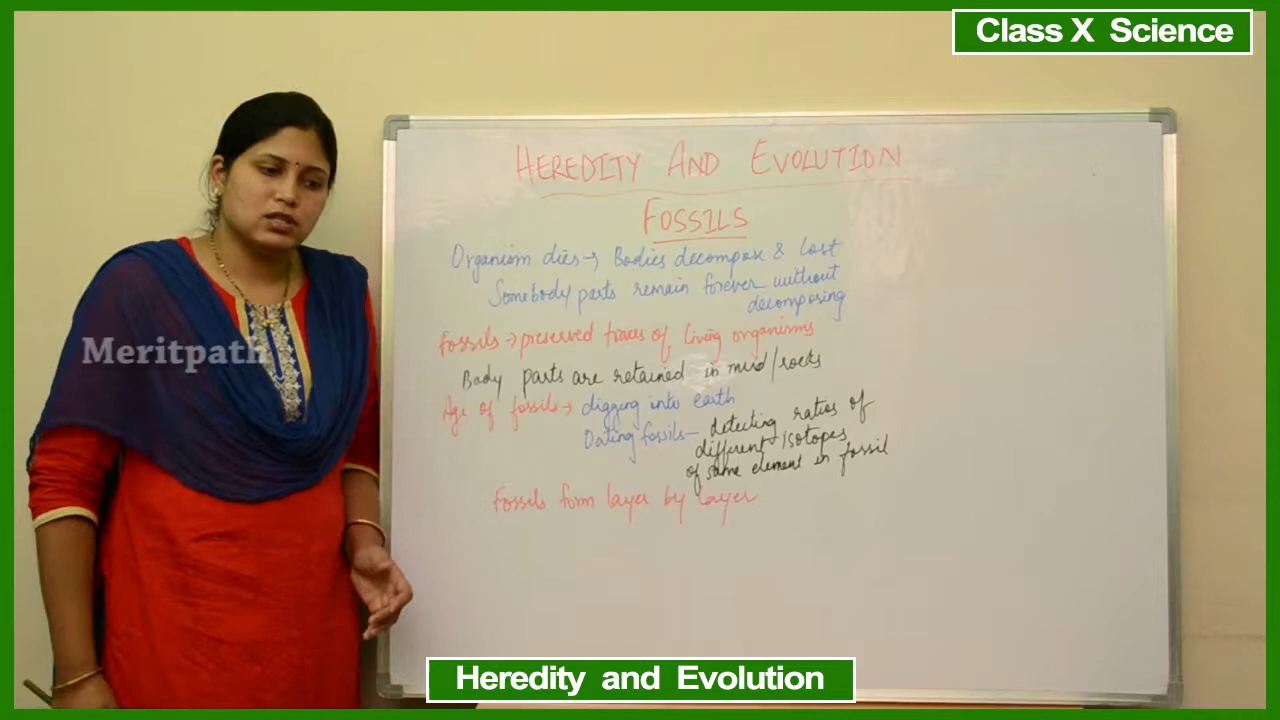 Class X Science
HEREDITY AND EVOLUTION
FOSSILS
Organism dies→ Bodies decompose & lost
Somebody parts remain forever without
decomposing
Fossils → preserved traces of living organisms
Body parts are retained in mud/rocks
Age of fossils → digging into earth
Dating fossils— detecting ratios of
different Isotopes
of same element in fossil
Fossils form layer by layer
Meritpath
Heredity and Evolution